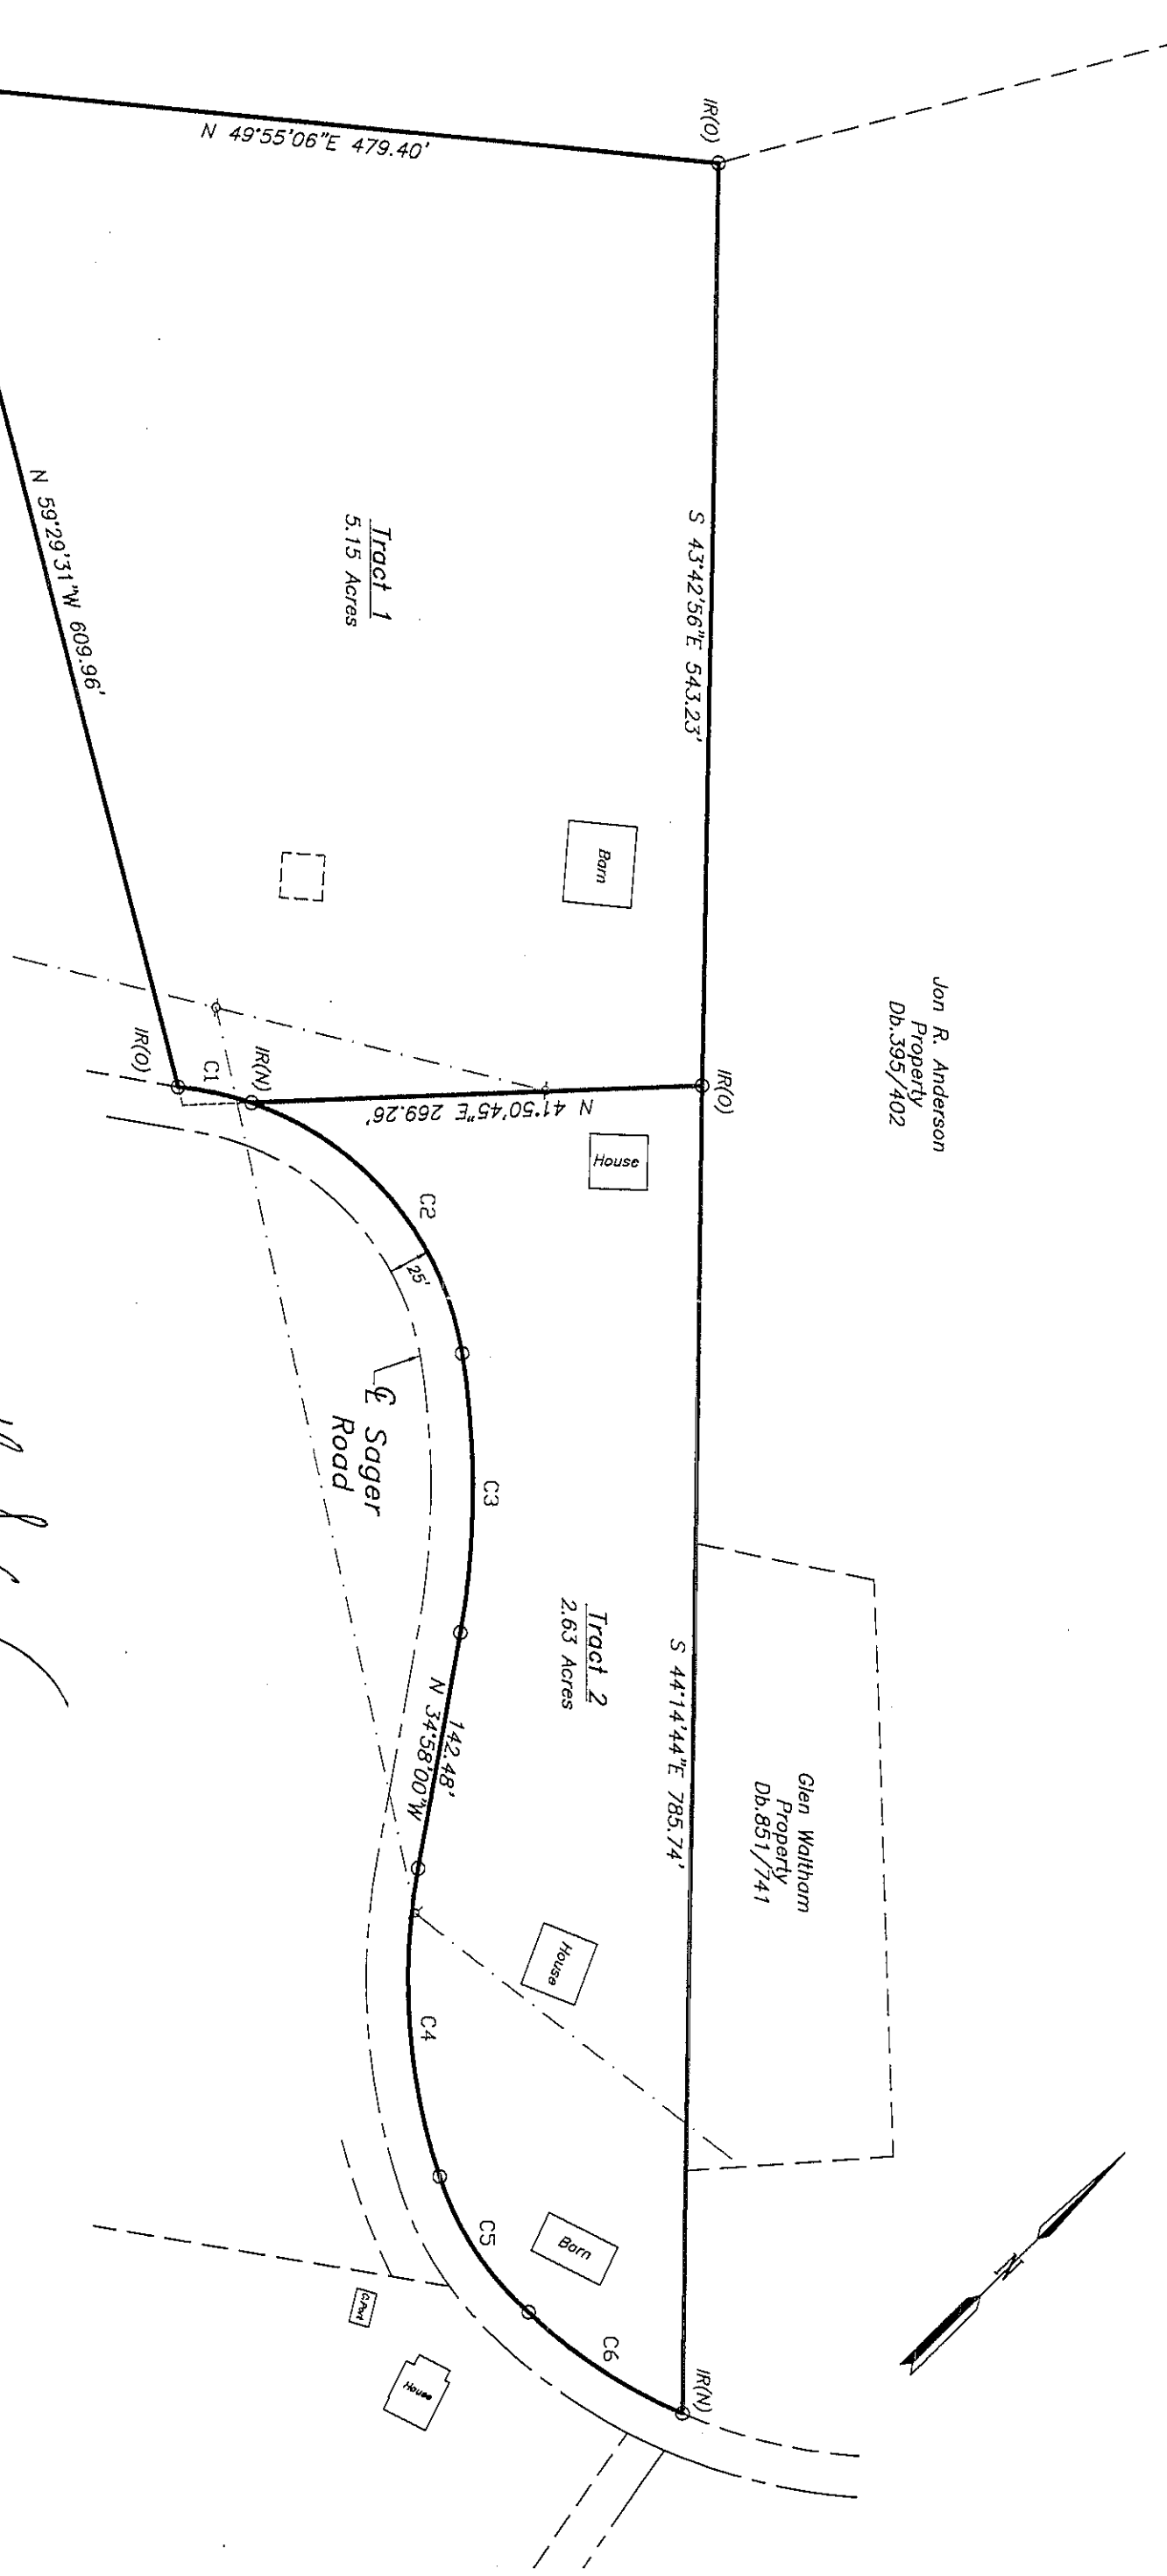 IR(O)
N 49°55'06"E 479.40'
S 43°42'56"E 543.23'
Tract 1
5.15 Acres
N 59°29'31"W 609.96'
Barn
Jon R. Anderson
Property
Db.395/402
IR(O)
IR(O)
C1
IR(N)
N 41°50'45"E 269.26'
House
C2
25'
℄ Sager
Road
C3
Tract 2
2.63 Acres
S 44°14'44"E 785.74'
142.48'
N 34°58'00"W
Glen Waltham
Property
Db.851/741
House
C4
C5
Barn
C6
IR(N)
House
N